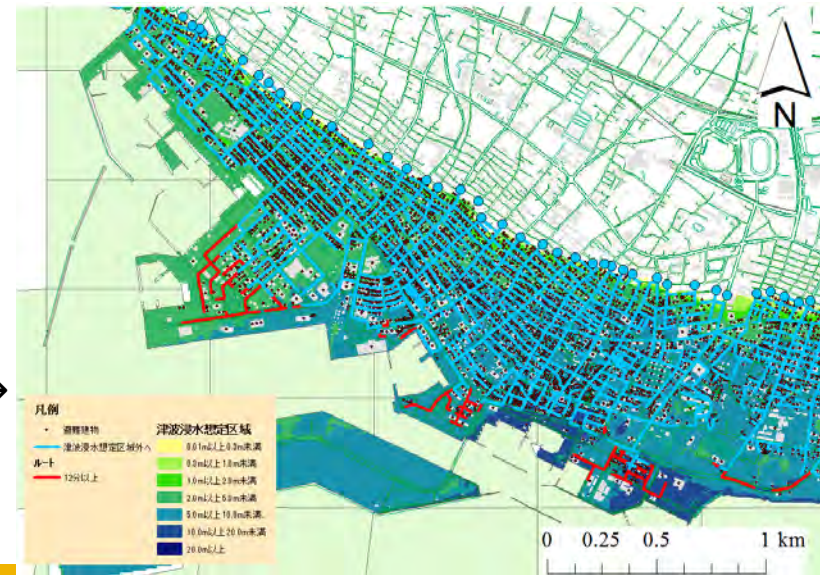 N
凡例
避難建物
津波浸水想定区域外へ
ルート
12分以上
津波浸水想定区域
0.01m以上 0.3m未満
0.3m以上 1.0m未満
1.0m以上 2.0m未満
2.0m以上 5.0m未満
5.0m以上 10.0m未満
10.0m以上 20.0m未満
20.0m以上
0 0.25 0.5 1 km